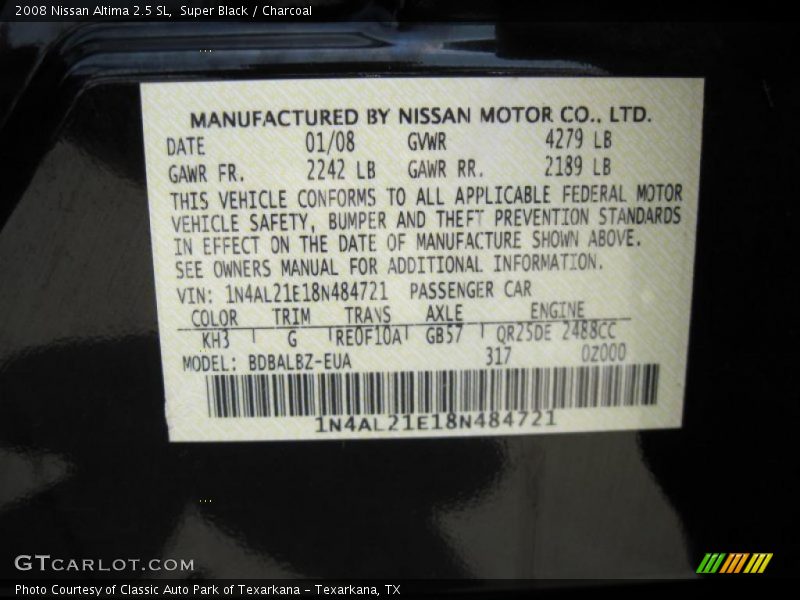 2008 Nissan Altima 2.5 SL,  Super Black / Charcoal
MANUFACTURED BY NISSAN MOTOR CO., LTD.
DATE 01/08 GVWR 4279 LB
GAWR FR. 2242 LB GAWR RR. 2189 LB
THIS VEHICLE CONFORMS TO ALL APPLICABLE FEDERAL MOTOR
VEHICLE SAFETY, BUMPER AND THEFT PREVENTION STANDARDS
IN EFFECT ON THE DATE OF MANUFACTURE SHOWN ABOVE.
SEE OWNERS MANUAL FOR ADDITIONAL INFORMATION.
VIN: 1N4AL21E18N484721 PASSENGER CAR
COLOR TRIM TRANS AXLE ENGINE
KH3 G RE0F10A GB57 QR25DE 2488CC
MODEL: BDBALBZ-EUA 317 0Z000
1N4AL21E18N484721
GTCARLOT.COM
Photo Courtesy of Classic Auto Park of Texarkana - Texarkana, TX